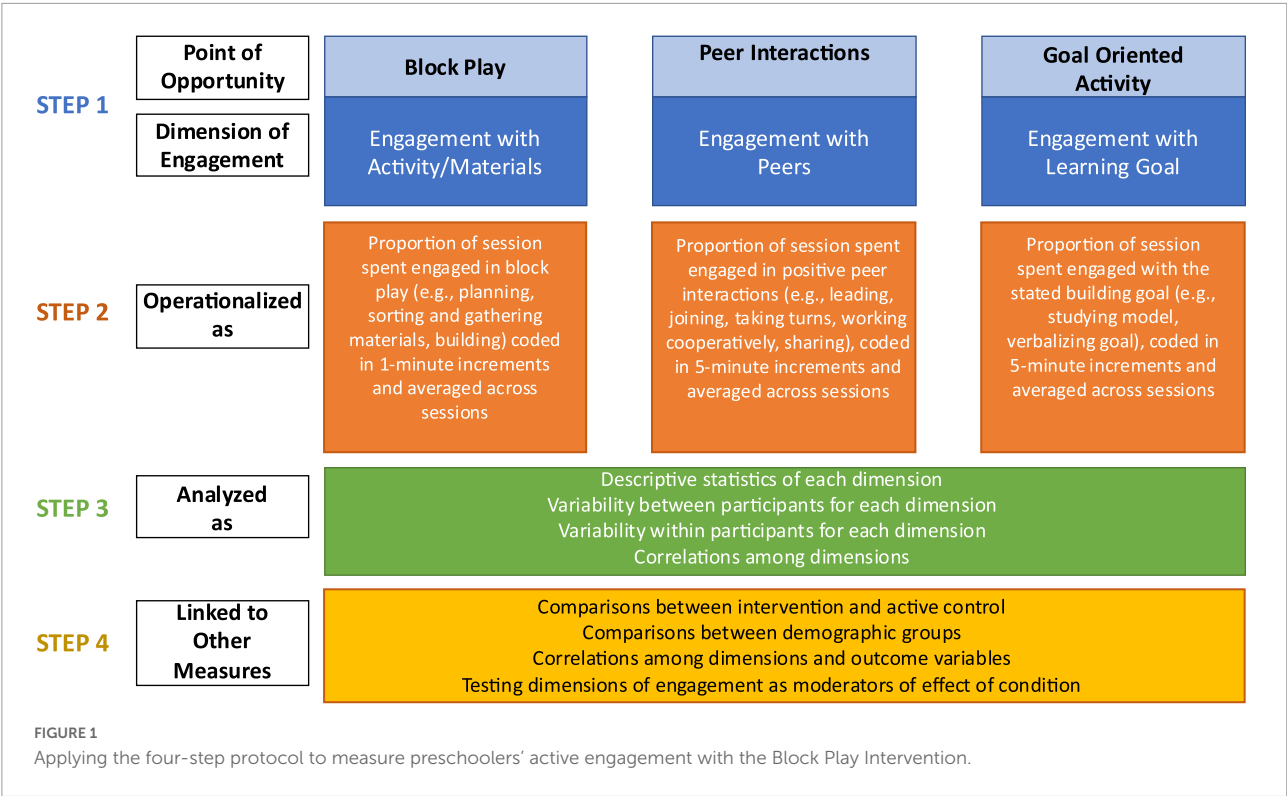 STEP 1
Point of
Opportunity
Block Play
Peer Interactions
Goal Oriented
Activity
Dimension of
Engagement
Engagement with
Activity/Materials
Engagement with
Peers
Engagement with
Learning Goal
STEP 2
Operationalized
as
Proportion of session
spent engaged in block
play (e.g., planning,
sorting and gathering
materials, building) coded
in 1-minute increments
and averaged across
sessions
Proportion of session spent
engaged in positive peer
interactions (e.g., leading,
joining, taking turns, working
cooperatively, sharing), coded
in 5-minute increments and
averaged across sessions
Proportion of session
spent engaged with the
stated building goal (e.g.,
studying model,
verbalizing goal), coded in
5-minute increments and
averaged across sessions
STEP 3
Analyzed
as
Descriptive statistics of each dimension
Variability between participants for each dimension
Variability within participants for each dimension
Correlations among dimensions
STEP 4
Linked to
Other
Measures
Comparisons between intervention and active control
Comparisons between demographic groups
Correlations among dimensions and outcome variables
Testing dimensions of engagement as moderators of effect of condition
FIGURE 1
Applying the four-step protocol to measure preschoolers’ active engagement with the Block Play Intervention.